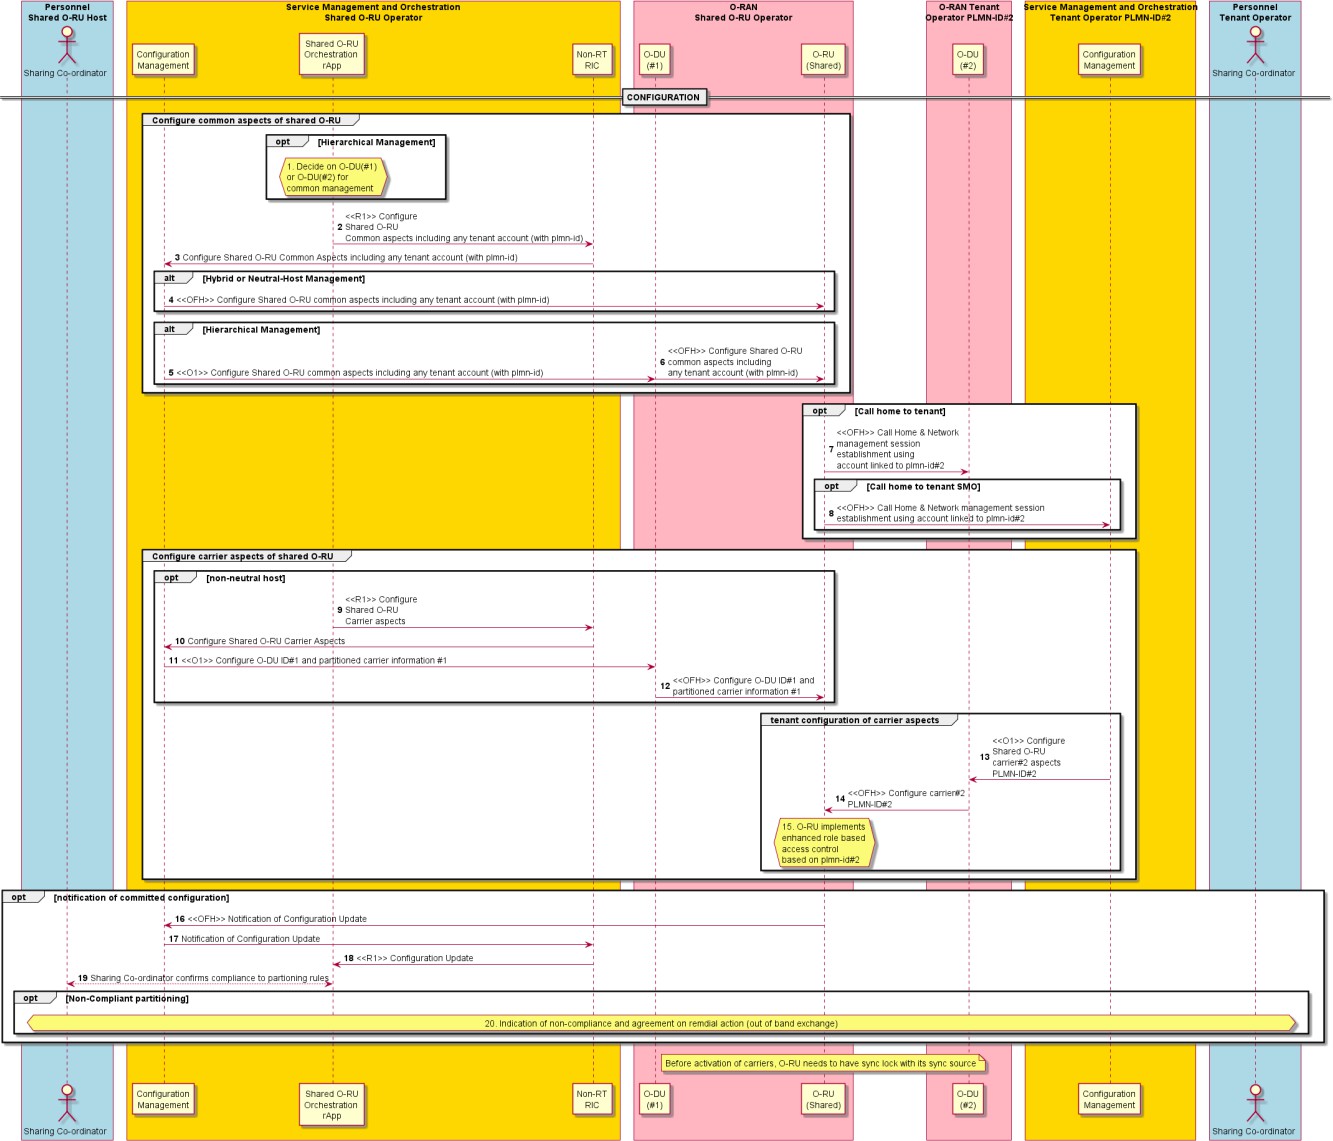 Personnel
Shared O-RU Host
Service Management and Orchestration
Shared O-RU Operator
O-RAN
Shared O-RU Operator
O-RAN Tenant
Operator PLMN-ID#2
Service Management and Orchestration
Tenant Operator PLMN-ID#2
Personnel
Tenant Operator
Sharing Co-ordinator
Configuration
Management
Shared O-RU
Orchestration
rApp
Non-RT
RIC
O-DU
(#1)
O-RU
(Shared)
O-DU
(#2)
Configuration
Management
Sharing Co-ordinator
CONFIGURATION
Configure common aspects of shared O-RU
opt [Hierarchical Management]
1. Decide on O-DU(#1)
or O-DU(#2) for
common management
<<R1>> Configure
2 Shared O-RU
Common aspects including any tenant account (with plmn-id)
3 Configure Shared O-RU Common Aspects including any tenant account (with plmn-id)
alt [Hybrid or Neutral-Host Management]
4 <<OFH>> Configure Shared O-RU common aspects including any tenant account (with plmn-id)
alt [Hierarchical Management]
5 <<O1>> Configure Shared O-RU common aspects including any tenant account (with plmn-id)
<<OFH>> Configure Shared O-RU
6 common aspects including
any tenant account (with plmn-id)
opt [Call home to tenant]
<<OFH>> Call Home & Network
7 management session
establishment using
account linked to plmn-id#2
opt [Call home to tenant SMO]
8 <<OFH>> Call Home & Network management session
establishment using account linked to plmn-id#2
Configure carrier aspects of shared O-RU
opt [non-neutral host]
<<R1>> Configure
9 Shared O-RU
Carrier aspects
10 Configure Shared O-RU Carrier Aspects
11 <<O1>> Configure O-DU ID#1 and partitioned carrier information #1
12 <<OFH>> Configure O-DU ID#1 and
partitioned carrier information #1
tenant configuration of carrier aspects
<<O1>> Configure
13 Shared O-RU
carrier#2 aspects
PLMN-ID#2
14 <<OFH>> Configure carrier#2
PLMN-ID#2
15. O-RU implements
enhanced role based
access control
based on plmn-id#2
opt [notification of committed configuration]
16 <<OFH>> Notification of Configuration Update
17 Notification of Configuration Update
18 <<R1>> Configuration Update
19 Sharing Co-ordinator confirms compliance to partioning rules
opt [Non-Compliant partitioning]
20. Indication of non-compliance and agreement on remdial action (out of band exchange)
Before activation of carriers, O-RU needs to have sync lock with its sync source
Sharing Co-ordinator
Configuration
Management
Shared O-RU
Orchestration
rApp
Non-RT
RIC
O-DU
(#1)
O-RU
(Shared)
O-DU
(#2)
Configuration
Management
Sharing Co-ordinator